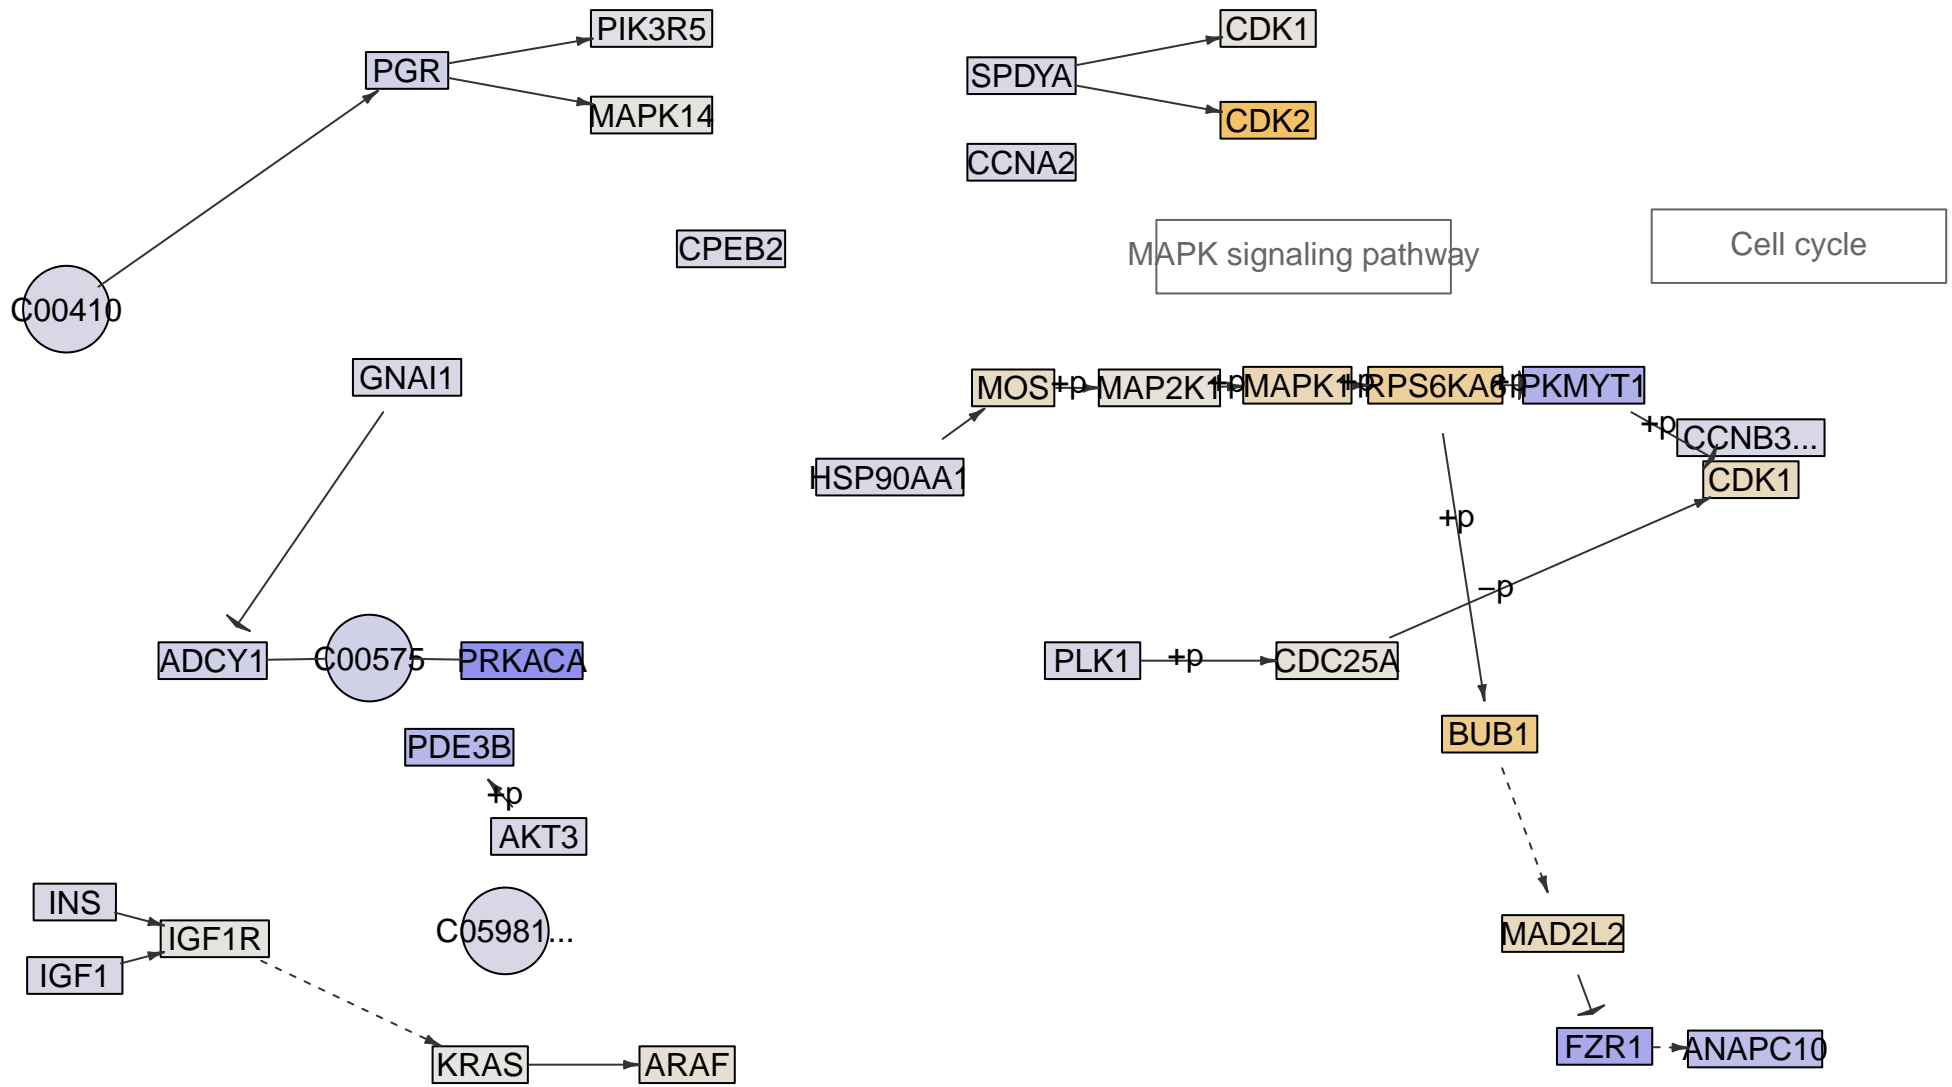 PIK3R5
CDK1
PGR
SPDYA
MAPK14
CDK2
CCNA2
CPEB2
MAPK signaling pathway
Cell cycle
C00410
GNAI1
MOS
+p
MAP2K1
+p
MAPK1
+p
RPS6KA6
+p
PKMYT1
+p
CCNB3...
HSP90AA1
CDK1
+p
−p
ADCY1
C00575
PRKACA
PLK1
+p
CDC25A
BUB1
PDE3B
+p
AKT3
INS
IGF1R
C05981...
MAD2L2
IGF1
FZR1
ANAPC10
KRAS
ARAF